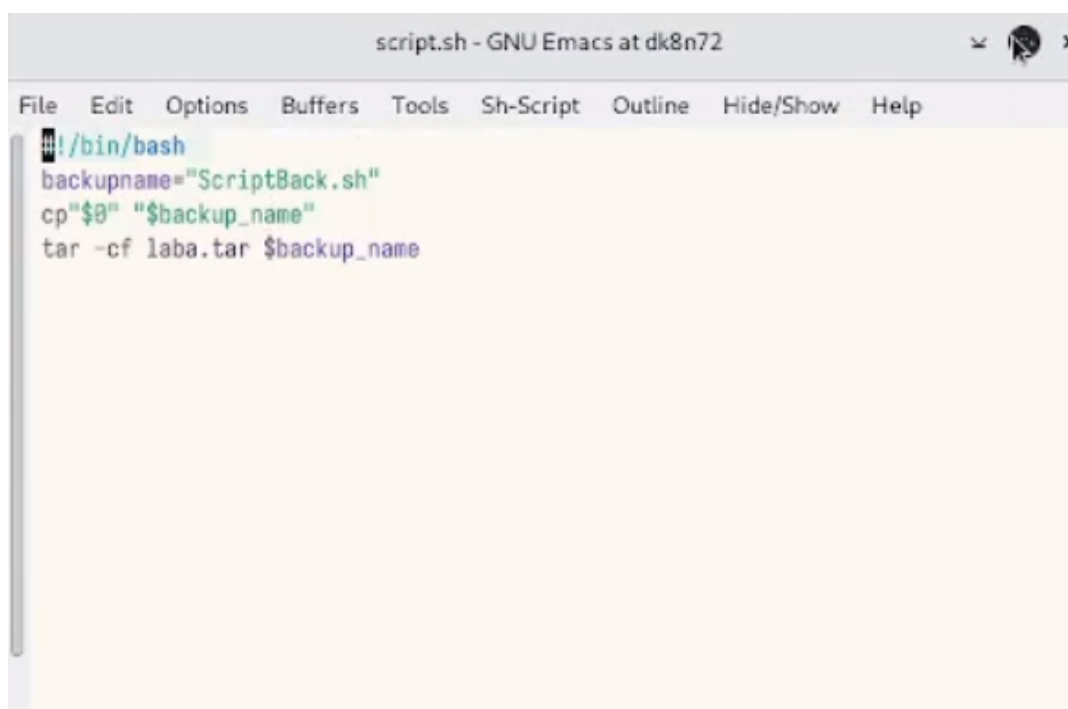 script.sh - GNU Emacs at dk8n72
File Edit Options Buffers Tools Sh-Script Outline Hide/Show Help
#!/bin/bash
backupname="ScriptBack.sh"
cp"$0" "$backup_name"
tar -cf laba.tar $backup_name